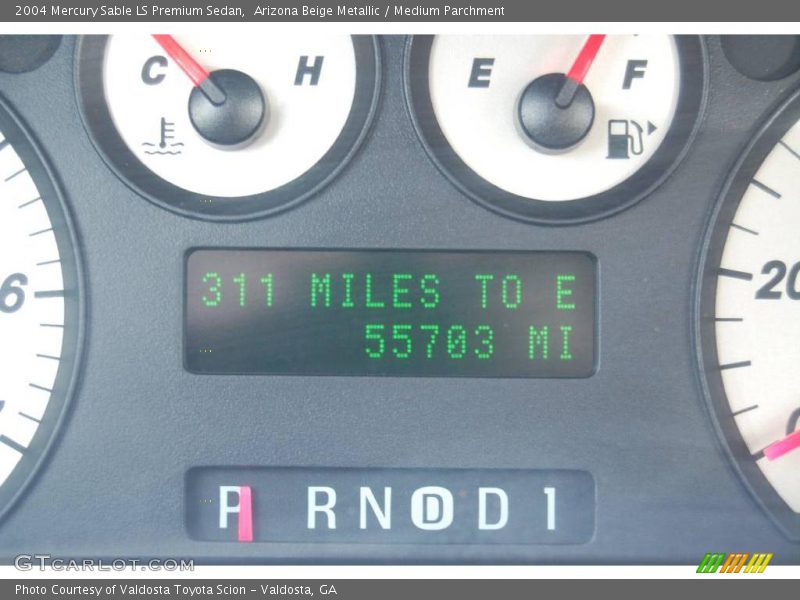 2004 Mercury Sable LS Premium Sedan,  Arizona Beige Metallic / Medium Parchment
C H E F
6 20
311 MILES TO E
55703 MI
0
P R N D D 1
GTcarlot.com
Photo Courtesy of Valdosta Toyota Scion - Valdosta, GA